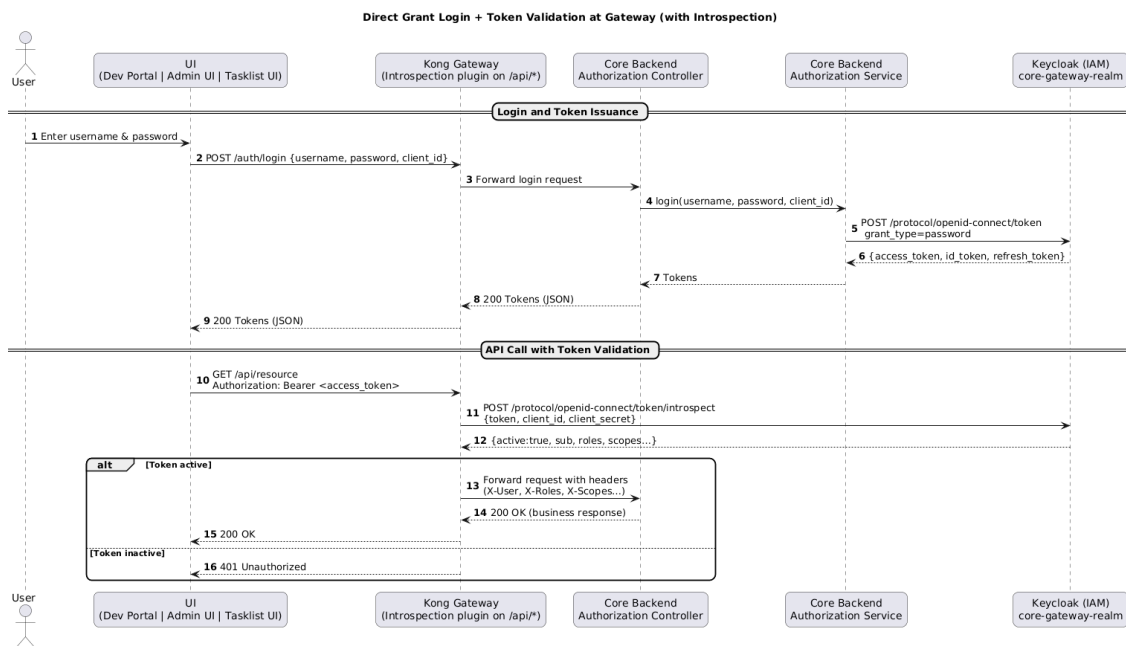 Direct Grant Login + Token Validation at Gateway (with Introspection)
User
UI
(Dev Portal | Admin UI | Tasklist UI)
Kong Gateway
(Introspection plugin on /api/*)
Core Backend
Authorization Controller
Core Backend
Authorization Service
Keycloak (IAM)
core-gateway-realm
Login and Token Issuance
1 Enter username & password
2 POST /auth/login {username, password, client_id}
3 Forward login request
4 login(username, password, client_id)
5 POST /protocol/openid-connect/token
grant_type=password
6 {access_token, id_token, refresh_token}
7 Tokens
8 200 Tokens (JSON)
9 200 Tokens (JSON)
API Call with Token Validation
10 GET /api/resource
Authorization: Bearer <access_token>
11 POST /protocol/openid-connect/token/introspect
{token, client_id, client_secret}
12 {active:true, sub, roles, scopes...}
alt [Token active]
13 Forward request with headers
(X-User, X-Roles, X-Scopes...)
14 200 OK (business response)
15 200 OK
[Token inactive]
16 401 Unauthorized
User
UI
(Dev Portal | Admin UI | Tasklist UI)
Kong Gateway
(Introspection plugin on /api/*)
Core Backend
Authorization Controller
Core Backend
Authorization Service
Keycloak (IAM)
core-gateway-realm